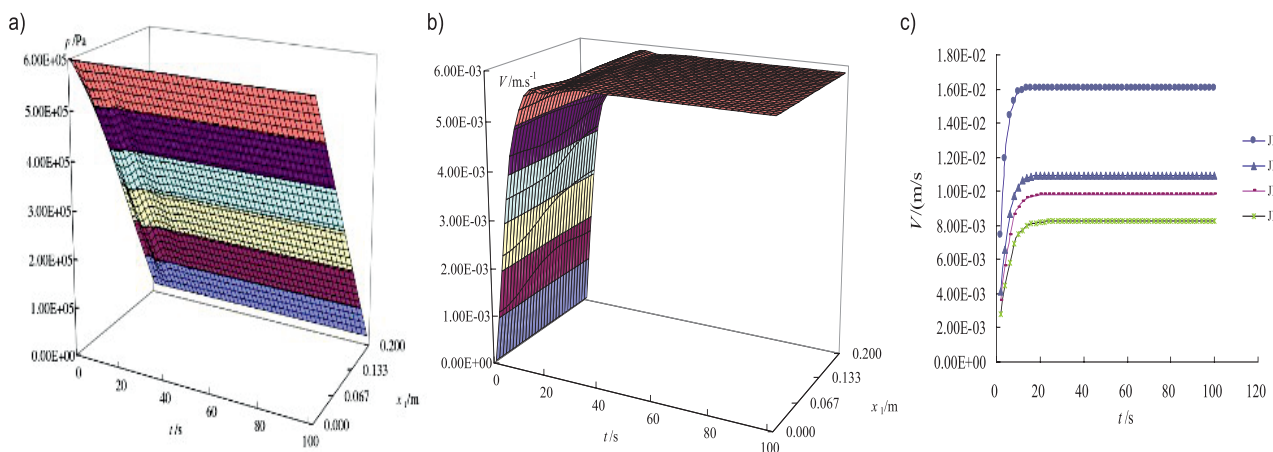 a)
p/Pa
6.00E+05
5.00E+05
4.00E+05
3.00E+05
2.00E+05
1.00E+05
0.00E+00
0
20
40
60
80
100
t/s
0.000
0.067
0.133
0.200
x₁/m
b)
V/m.s⁻¹
6.00E-03
5.00E-03
4.00E-03
3.00E-03
2.00E-03
1.00E-03
0.00E+00
0
20
40
60
80
100
t/s
0.000
0.067
0.133
0.200
x₁/m
c)
1.80E-02
1.60E-02
1.40E-02
1.20E-02
1.00E-02
8.00E-03
6.00E-03
4.00E-03
2.00E-03
0.00E+00
V/(m/s
0 20 40 60 80 100 120
t/s